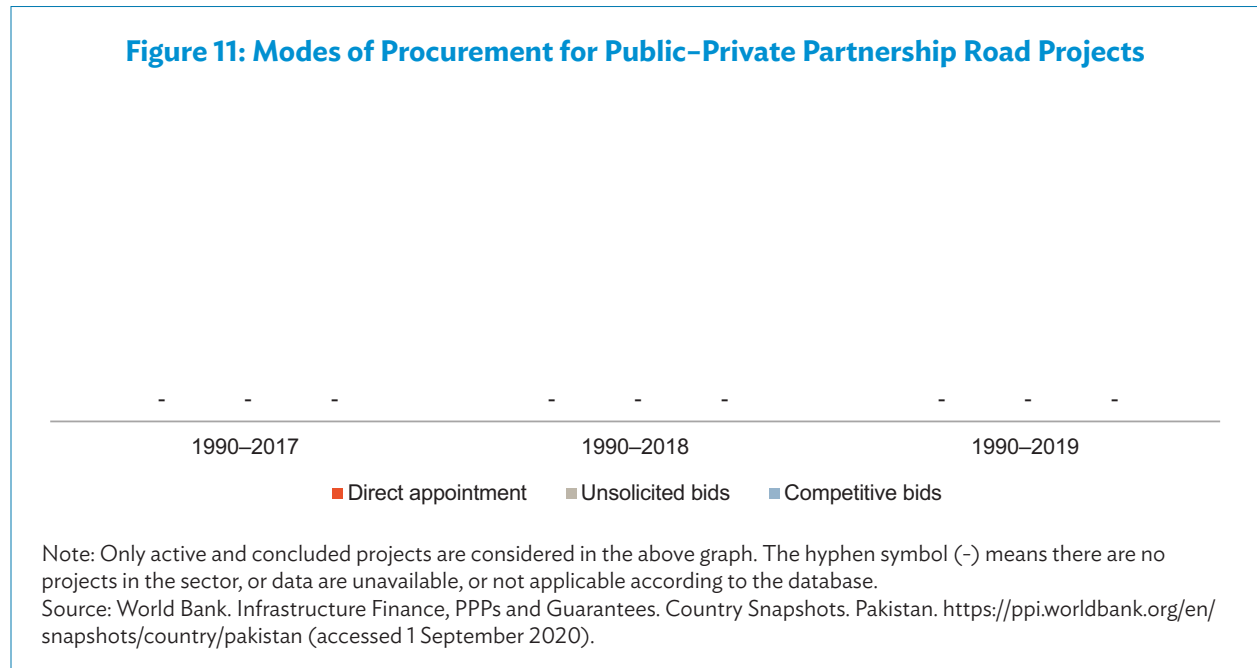 Figure 11: Modes of Procurement for Public–Private Partnership Road Projects
- - - - - - - - -
1990–2017 1990–2018 1990–2019
Direct appointment Unsolicited bids Competitive bids
Note: Only active and concluded projects are considered in the above graph. The hyphen symbol (-) means there are no
projects in the sector, or data are unavailable, or not applicable according to the database.
Source: World Bank. Infrastructure Finance, PPPs and Guarantees. Country Snapshots. Pakistan. https://ppi.worldbank.org/en/
snapshots/country/pakistan (accessed 1 September 2020).